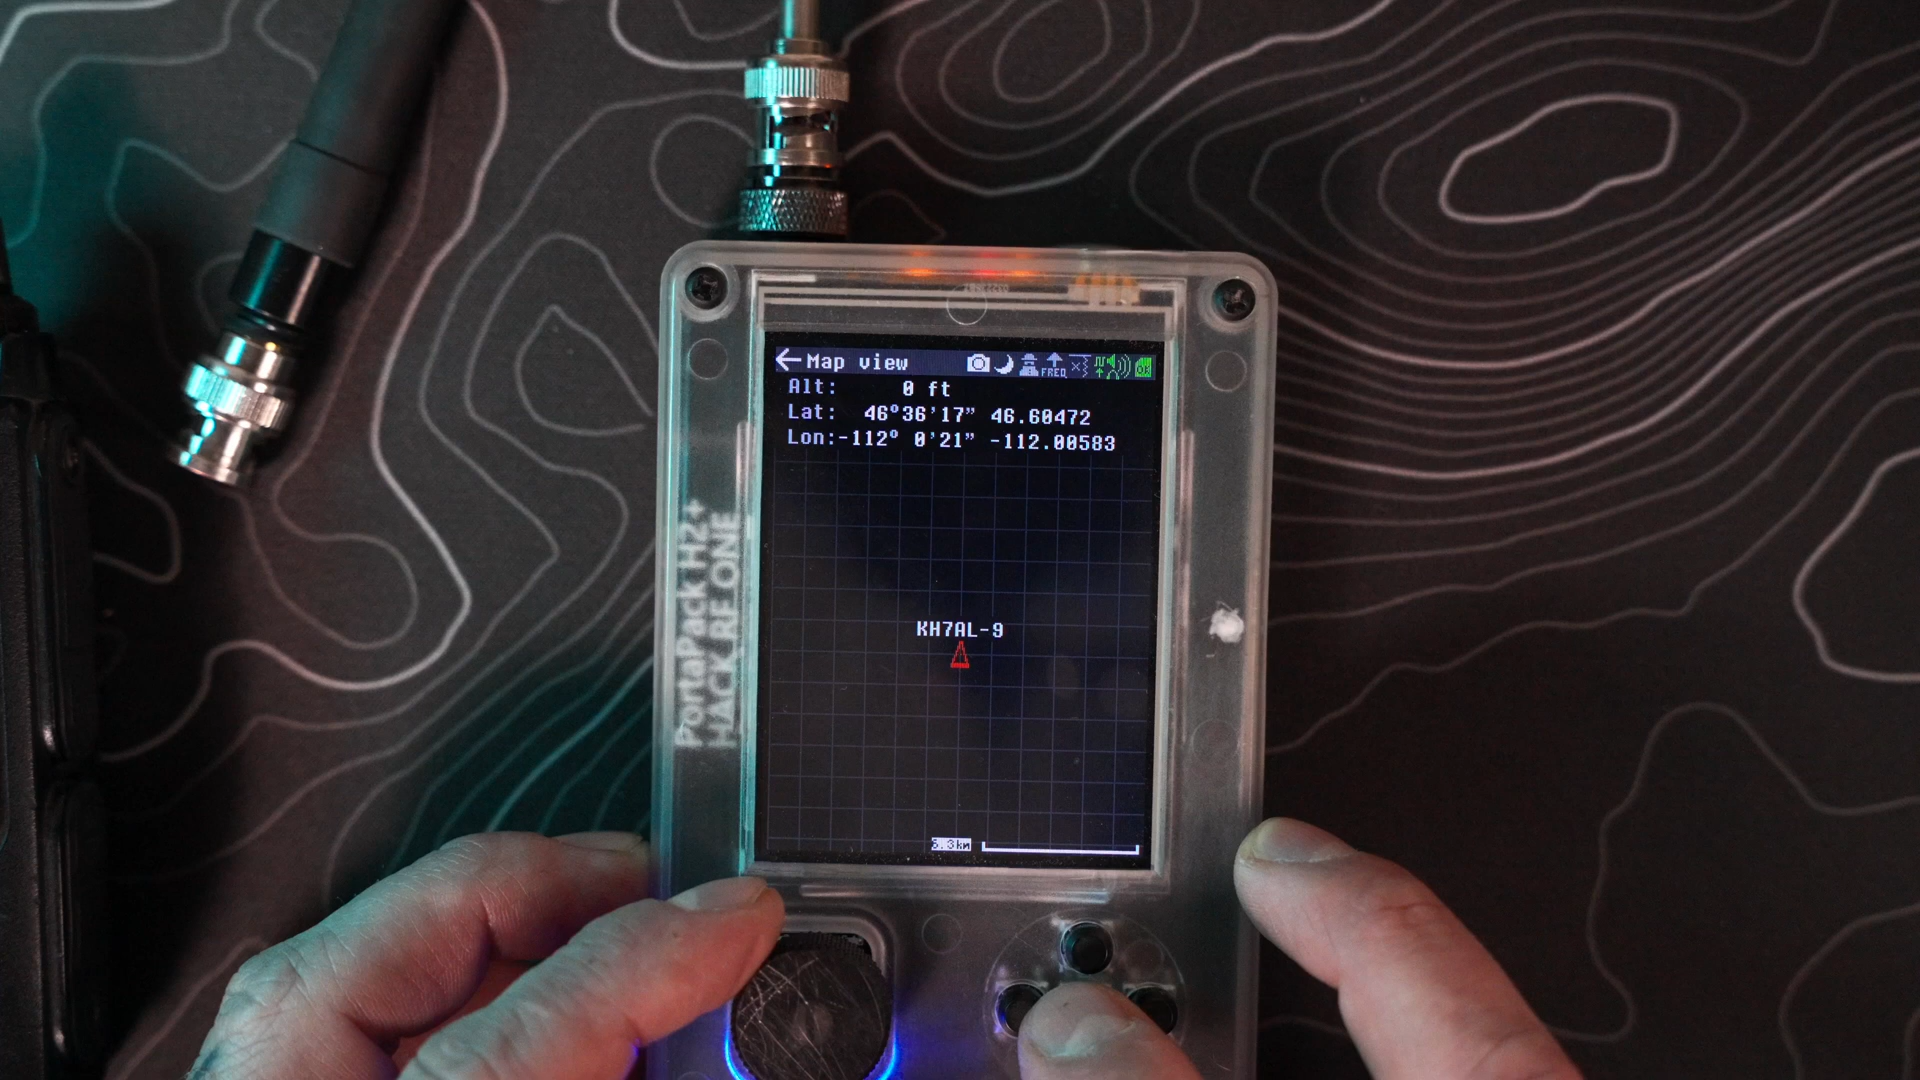 Map view
FREQ
Alt: 0 ft
Lat: 46°36'17" 46.60472
Lon:-112° 0'21" -112.00583
KH7AL-9
PortaPack H2+
HACK RF ONE